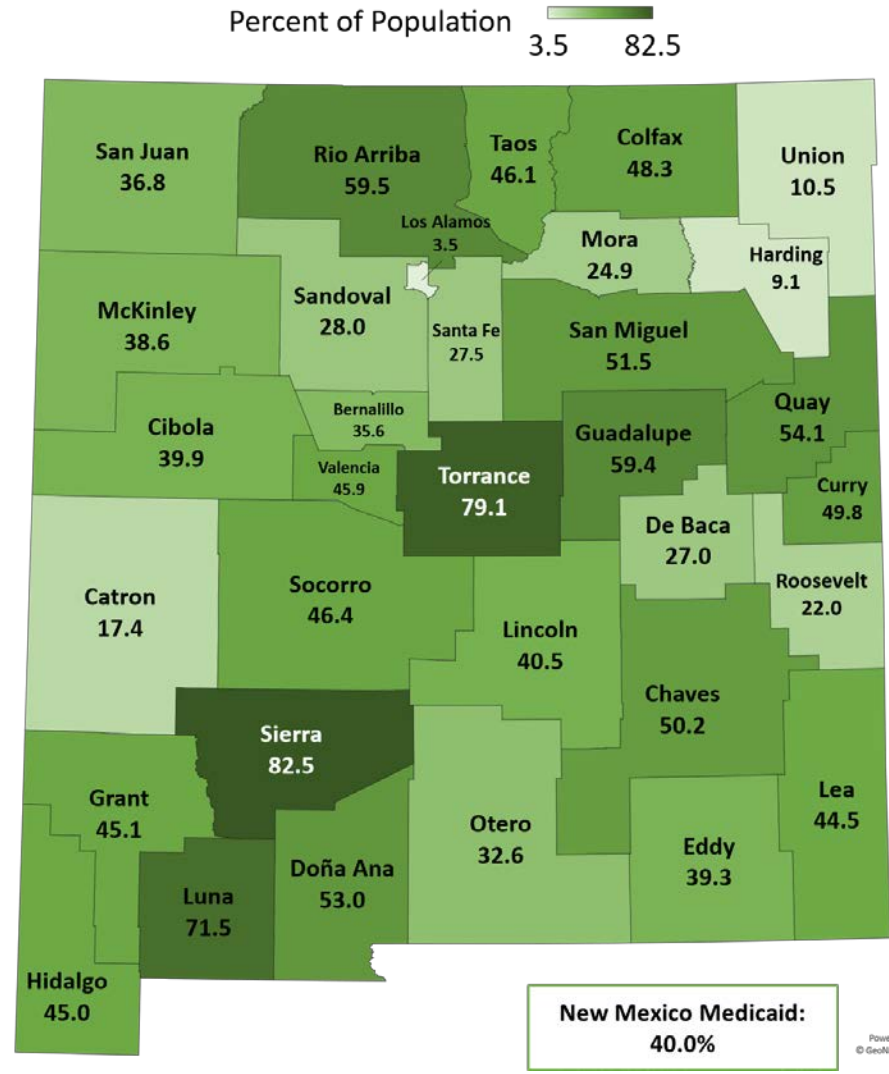 Percent of Population
3.5 82.5
San Juan
36.8
Rio Arriba
59.5
Taos
46.1
Colfax
48.3
Union
10.5
Los Alamos
3.5
Mora
24.9
Harding
9.1
McKinley
38.6
Sandoval
28.0
Santa Fe
27.5
San Miguel
51.5
Quay
54.1
Cibola
39.9
Bernalillo
35.6
Valencia
45.9
Torrance
79.1
Guadalupe
59.4
Curry
49.8
De Baca
27.0
Roosevelt
22.0
Catron
17.4
Socorro
46.4
Lincoln
40.5
Chaves
50.2
Sierra
82.5
Grant
45.1
Otero
32.6
Lea
44.5
Eddy
39.3
Doña Ana
53.0
Luna
71.5
Hidalgo
45.0
New Mexico Medicaid:
40.0%
Powe
© GeoN